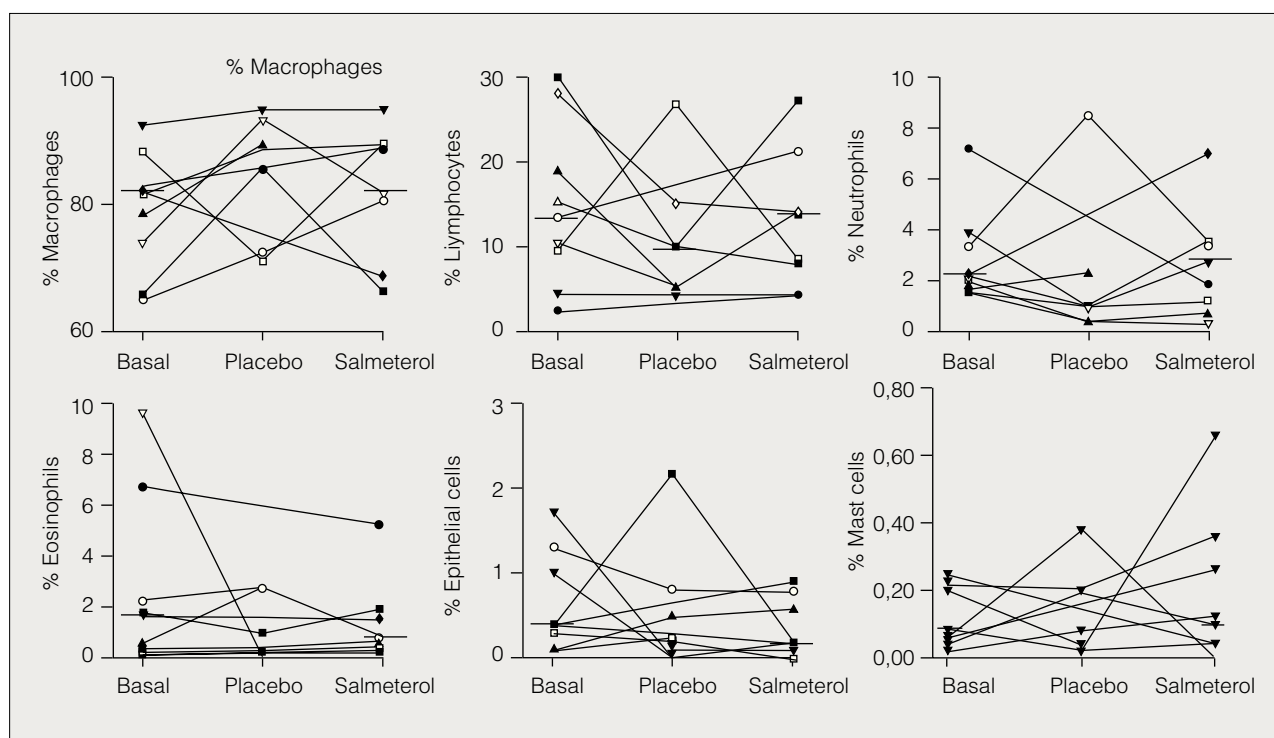 % Macrophages
100
80
60
% Macrophages
Basal Placebo Salmeterol
30
20
10
0
% Liymphocytes
Basal Placebo Salmeterol
10
8
6
4
2
0
% Neutrophils
Basal Placebo Salmeterol
10
8
6
4
2
0
% Eosinophils
Basal Placebo Salmeterol
3
2
1
0
% Epithelial cells
Basal Placebo Salmeterol
0,80
0,60
0,40
0,20
0,00
% Mast cells
Basal Placebo Salmeterol